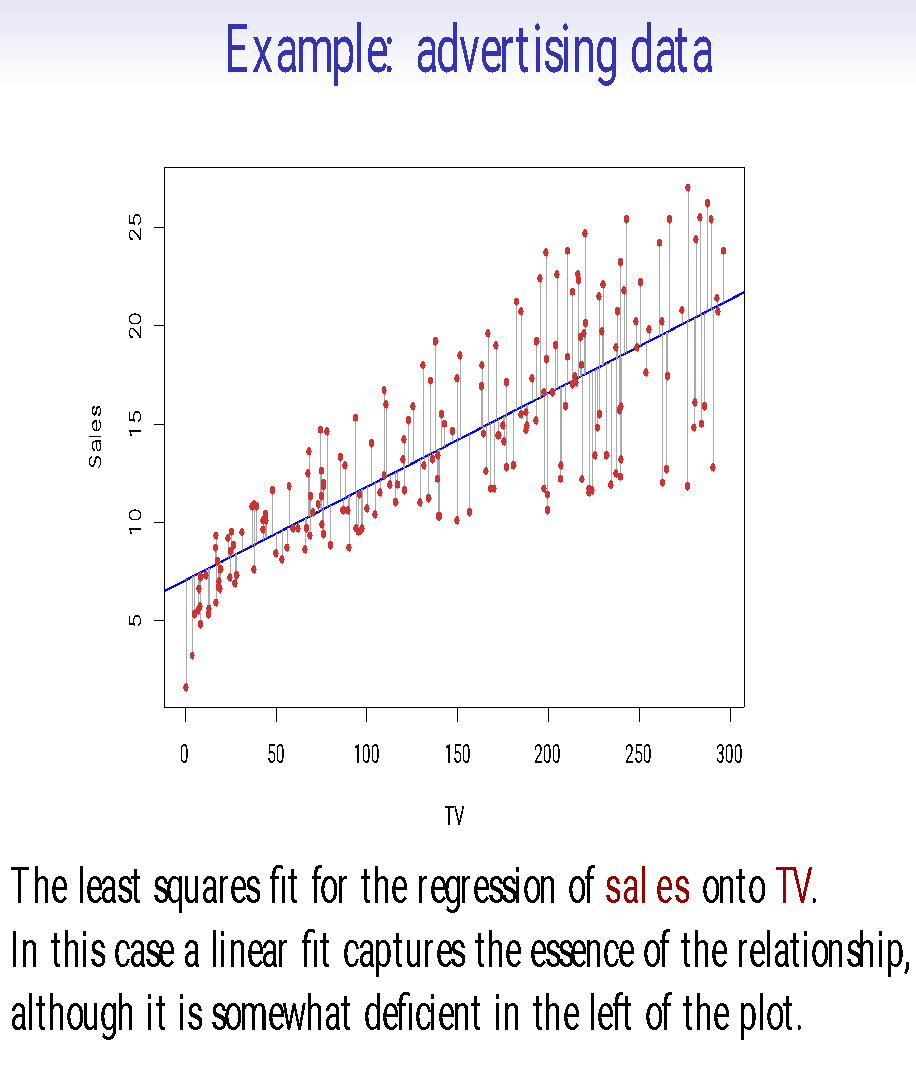 Example: advertising data
25
20
15
10
5
Sales
0 50 100 150 200 250 300
TV
The least squares fit for the regression of sales onto TV.
In this case a linear fit captures the essence of the relationship,
although it is somewhat deficient in the left of the plot.